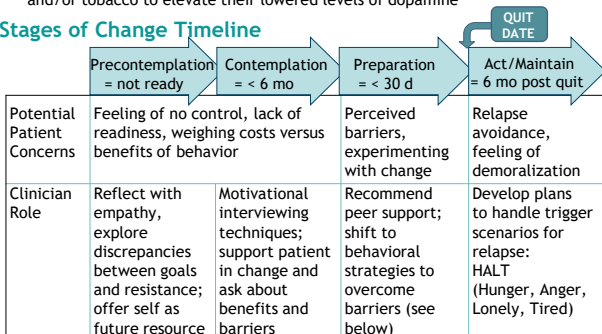 and/or tobacco to elevate their lowered levels of dopamine
QUIT
DATE
Stages of Change Timeline
Precontemplation
= not ready
Contemplation
= < 6 mo
Preparation
= < 30 d
Act/Maintain
= 6 mo post quit
Potential
Patient
Concerns
Feeling of no control, lack of
readiness, weighing costs versus
benefits of behavior
Perceived
barriers,
experimenting
with change
Relapse
avoidance,
feeling of
demoralization
Clinician
Role
Reflect with
empathy,
explore
discrepancies
between goals
and resistance;
offer self as
future resource
Motivational
interviewing
techniques;
support patient
in change and
ask about
benefits and
barriers
Recommend
peer support;
shift to
behavioral
strategies to
overcome
barriers (see
below)
Develop plans
to handle trigger
scenarios for
relapse:
HALT
(Hunger, Anger,
Lonely, Tired)